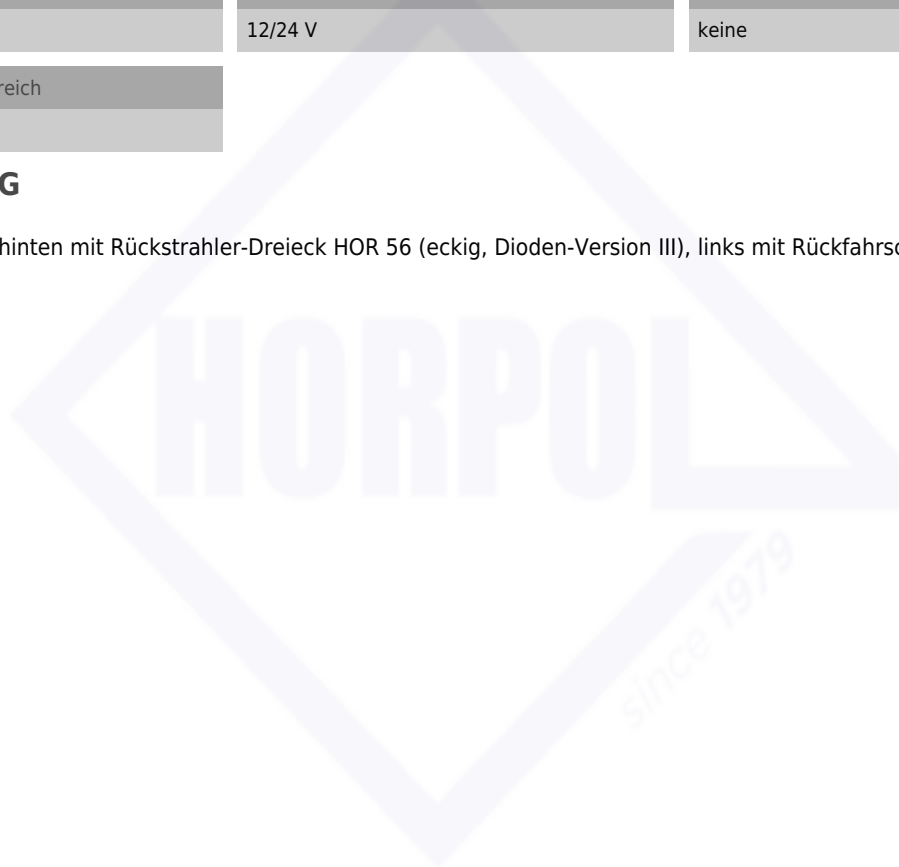 12/24 V keine
reich
G
hinten mit Rückstrahler-Dreieck HOR 56 (eckig, Dioden-Version III), links mit Rückfahrsc
HORPOL
since 1979